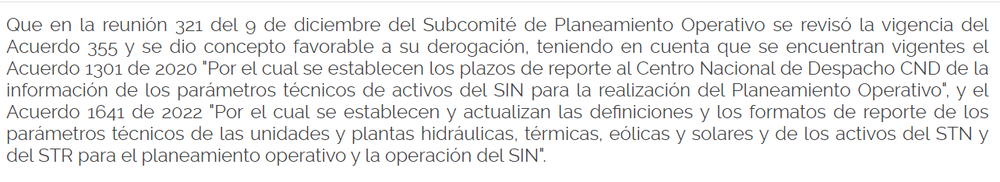 Que en la reunión 321 del 9 de diciembre del Subcomité de Planeamiento Operativo se revisó la vigencia del
Acuerdo 355 y se dio concepto favorable a su derogación, teniendo en cuenta que se encuentran vigentes el
Acuerdo 1301 de 2020 "Por el cual se establecen los plazos de reporte al Centro Nacional de Despacho CND de la
información de los parámetros técnicos de activos del SIN para la realización del Planeamiento Operativo", y el
Acuerdo 1641 de 2022 "Por el cual se establecen y actualizan las definiciones y los formatos de reporte de los
parámetros técnicos de las unidades y plantas hidráulicas, térmicas, eólicas y solares y de los activos del STN y
del STR para el planeamiento operativo y la operación del SIN".